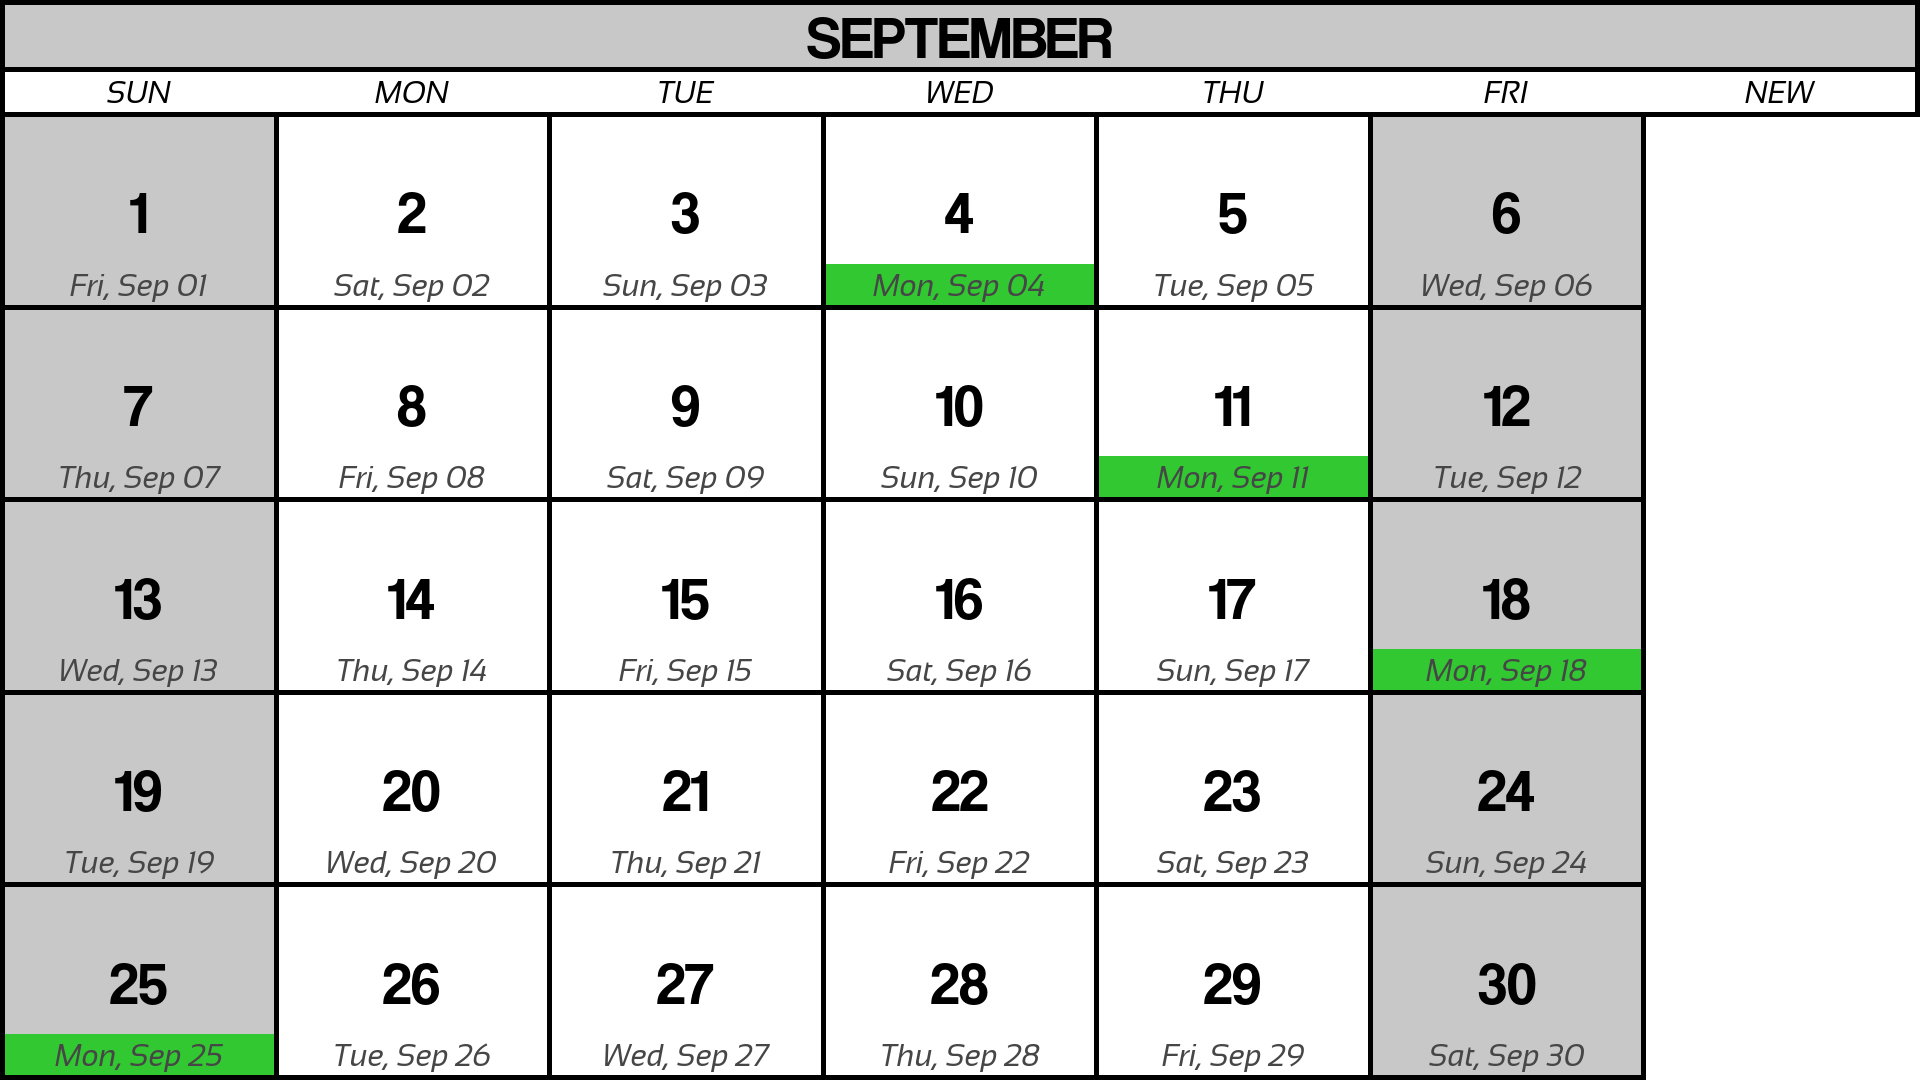 SEPTEMBER
SUN MON TUE WED THU FRI NEW
1 2 3 4 5 6
Fri, Sep 01 Sat, Sep 02 Sun, Sep 03 Mon, Sep 04 Tue, Sep 05 Wed, Sep 06
7 8 9 10 11 12
Thu, Sep 07 Fri, Sep 08 Sat, Sep 09 Sun, Sep 10 Mon, Sep 11 Tue, Sep 12
13 14 15 16 17 18
Wed, Sep 13 Thu, Sep 14 Fri, Sep 15 Sat, Sep 16 Sun, Sep 17 Mon, Sep 18
19 20 21 22 23 24
Tue, Sep 19 Wed, Sep 20 Thu, Sep 21 Fri, Sep 22 Sat, Sep 23 Sun, Sep 24
25 26 27 28 29 30
Mon, Sep 25 Tue, Sep 26 Wed, Sep 27 Thu, Sep 28 Fri, Sep 29 Sat, Sep 30